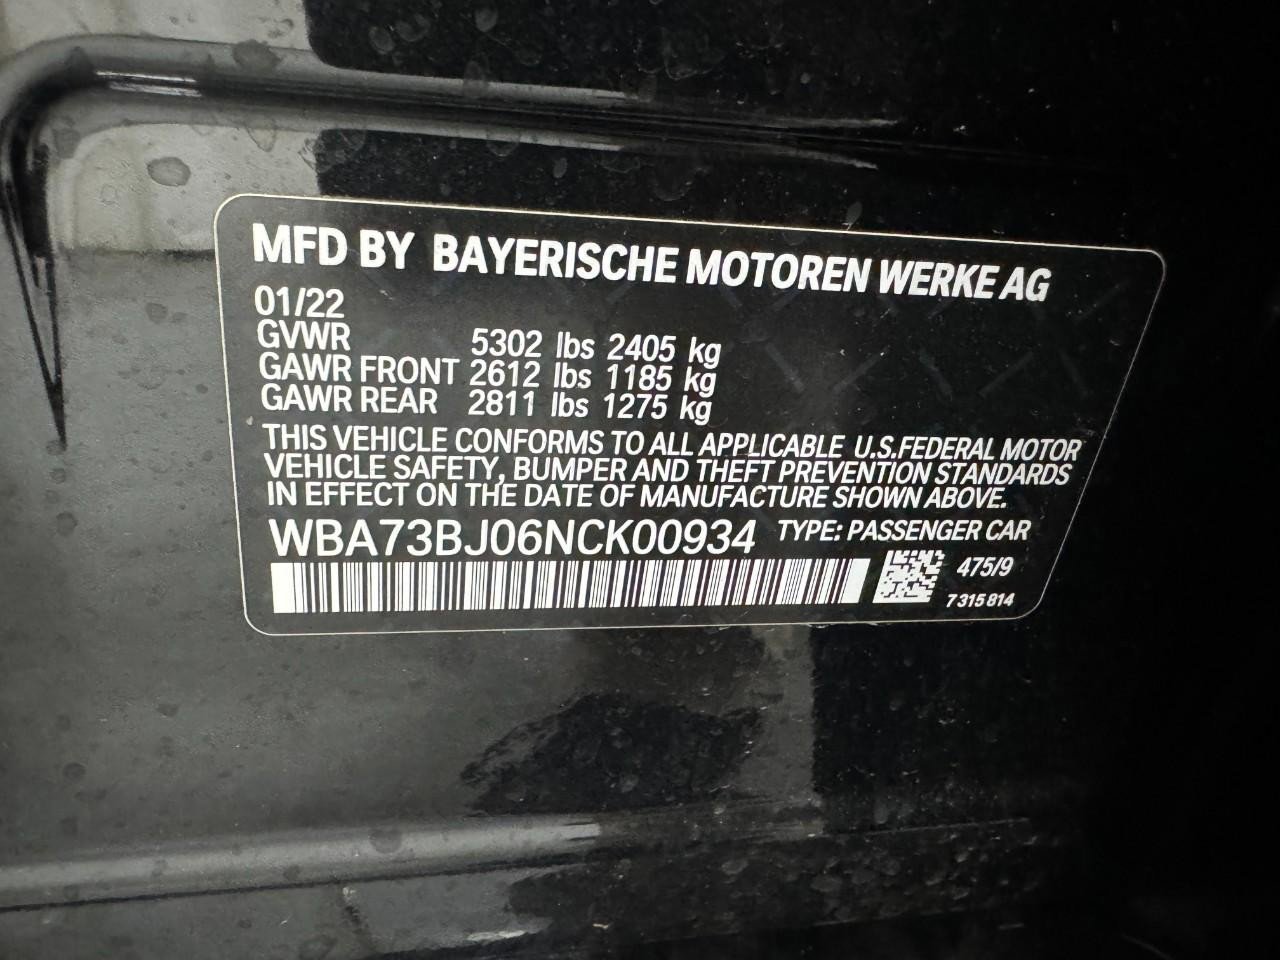 MFD BY BAYERISCHE MOTOREN WERKE AG
01/22
GVWR 5302 lbs 2405 kg
GAWR FRONT 2612 lbs 1185 kg
GAWR REAR 2811 lbs 1275 kg
THIS VEHICLE CONFORMS TO ALL APPLICABLE U.S.FEDERAL MOTOR
VEHICLE SAFETY, BUMPER AND THEFT PREVENTION STANDARDS
IN EFFECT ON THE DATE OF MANUFACTURE SHOWN ABOVE.
WBA73BJ06NCK00934 TYPE: PASSENGER CAR
475/9
7 315 814